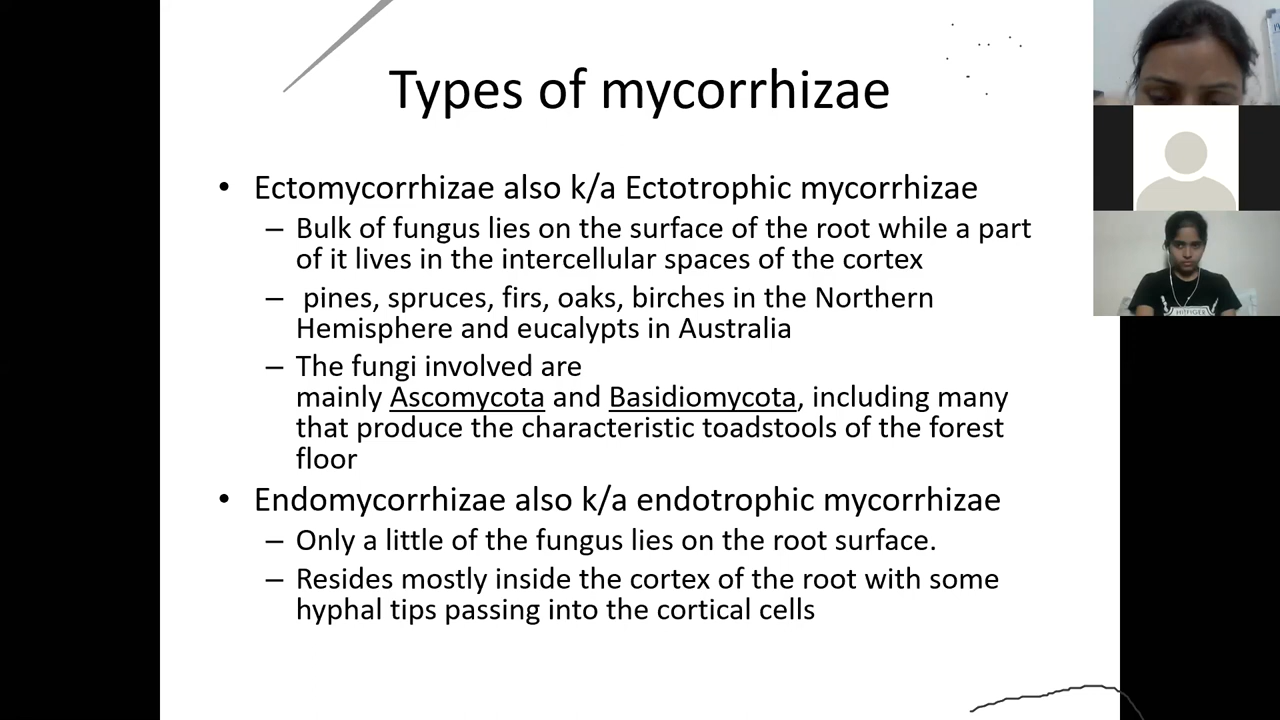 Types of mycorrhizae
• Ectomycorrhizae also k/a Ectotrophic mycorrhizae
– Bulk of fungus lies on the surface of the root while a part
of it lives in the intercellular spaces of the cortex
– pines, spruces, firs, oaks, birches in the Northern
Hemisphere and eucalypts in Australia
– The fungi involved are
mainly Ascomycota and Basidiomycota, including many
that produce the characteristic toadstools of the forest
floor
• Endomycorrhizae also k/a endotrophic mycorrhizae
– Only a little of the fungus lies on the root surface.
– Resides mostly inside the cortex of the root with some
hyphal tips passing into the cortical cells